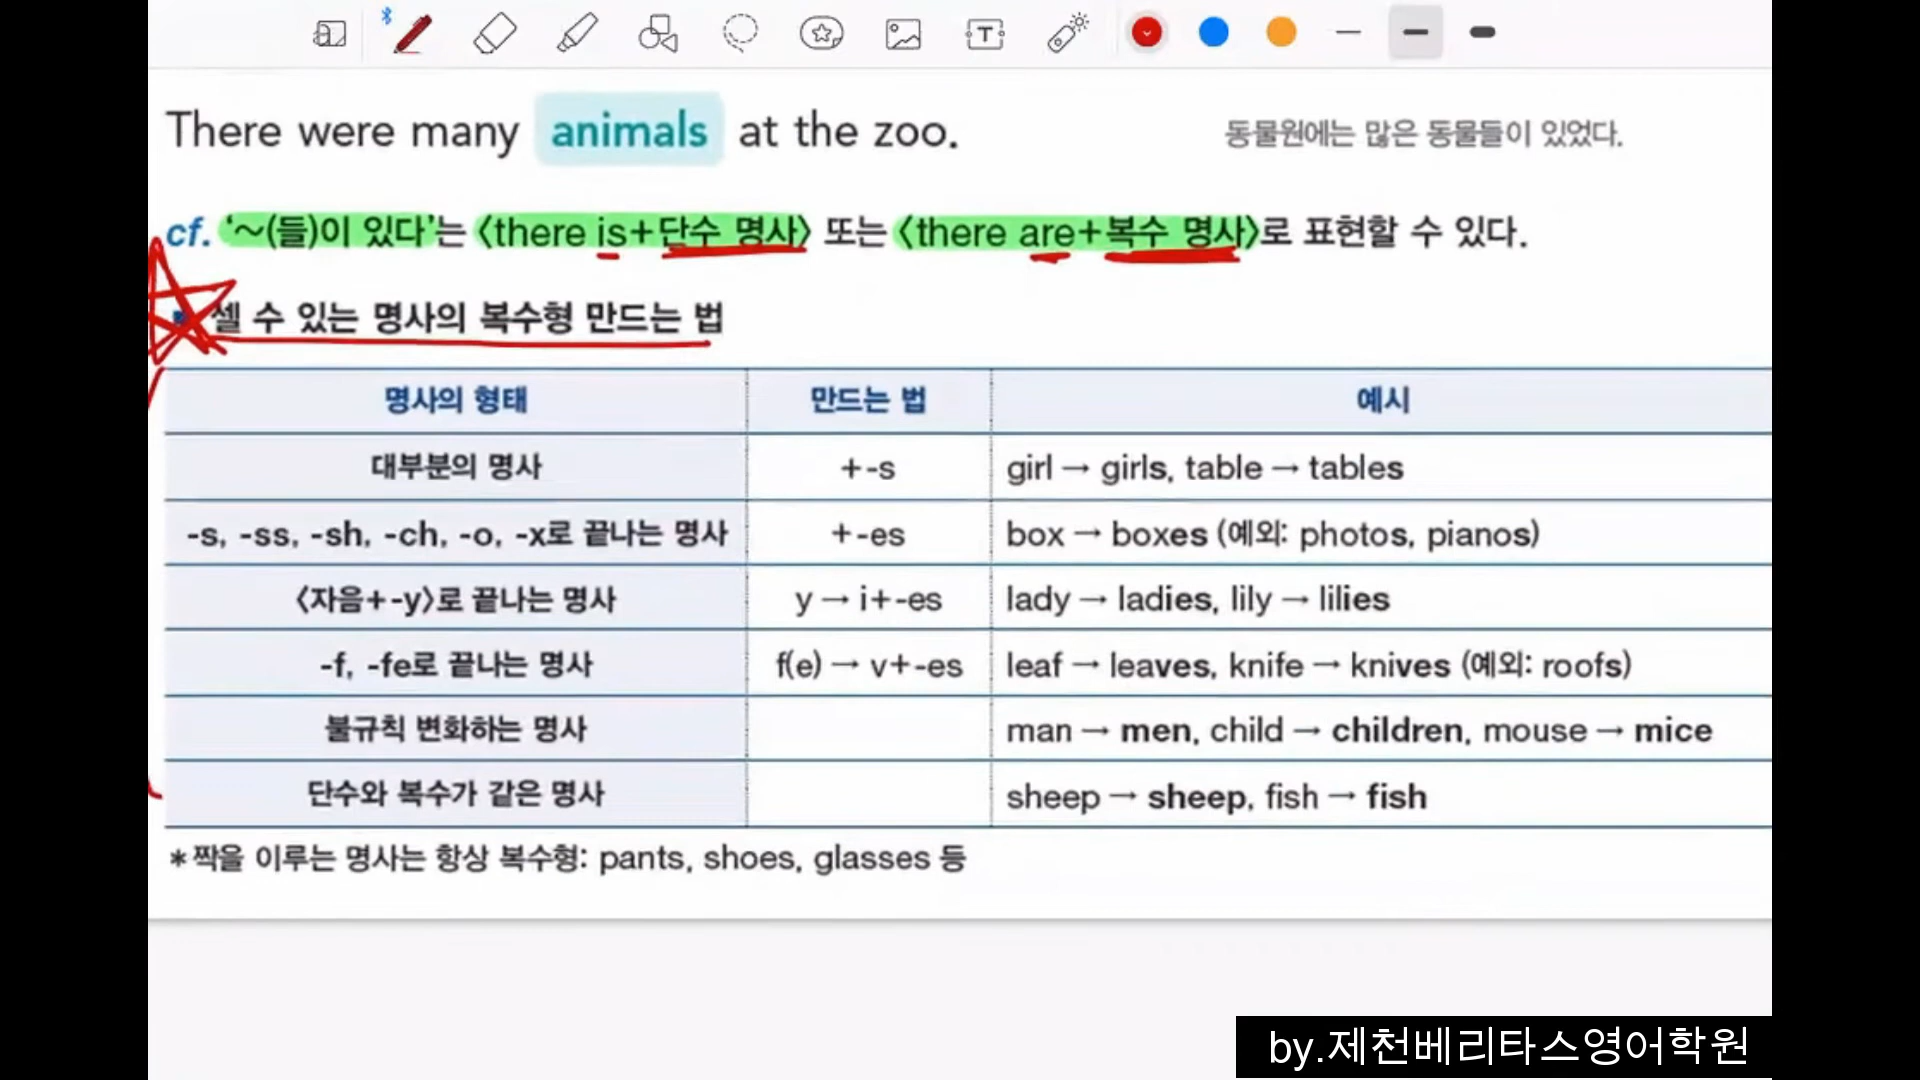 There were many animals at the zoo. 동물원에는 많은 동물들이 있었다.
cf. ‘~(들)이 있다’는 〈there is+단수 명사〉 또는 〈there are+복수 명사〉로 표현할 수 있다.
셀 수 있는 명사의 복수형 만드는 법
명사의 형태 만드는 법 예시
대부분의 명사 +-s girl → girls, table → tables
-s, -ss, -sh, -ch, -o, -x로 끝나는 명사 +-es box → boxes (예외: photos, pianos)
〈자음+-y〉로 끝나는 명사 y → i+-es lady → ladies, lily → lilies
-f, -fe로 끝나는 명사 f(e) → v+-es leaf → leaves, knife → knives (예외: roofs)
불규칙 변화하는 명사 man → men, child → children, mouse → mice
단수와 복수가 같은 명사 sheep → sheep, fish → fish
*짝을 이루는 명사는 항상 복수형: pants, shoes, glasses 등
by.제천베리타스영어학원